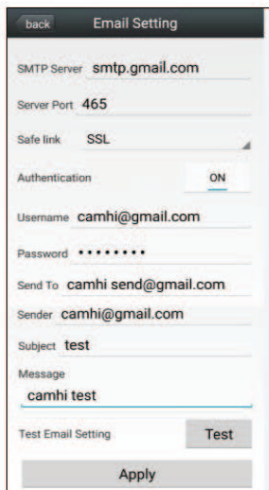 back Email Setting
SMTP Server smtp.gmail.com
Server Port 465
Safe link SSL
Authentication ON
Username camhi@gmail.com
Password ••••••••
Send To camhi send@gmail.com
Sender camhi@gmail.com
Subject test
Message
camhi test
Test Email Setting Test
Apply